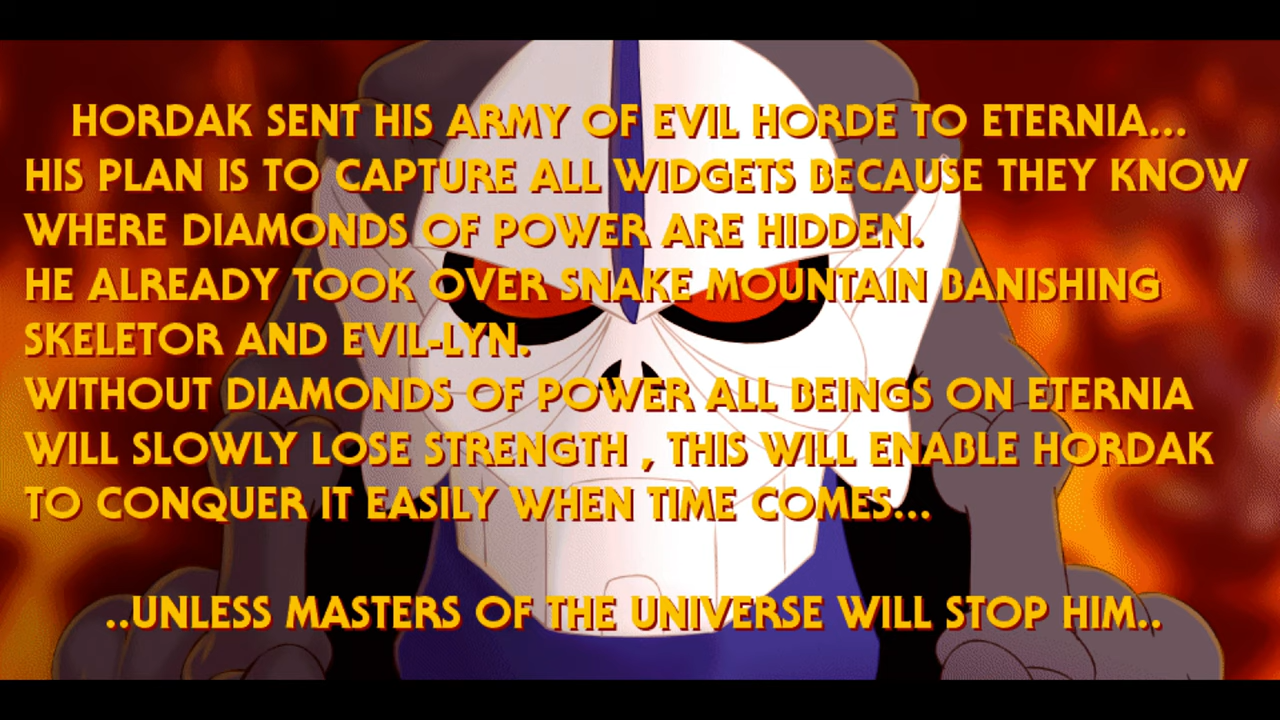 HORDAK SENT HIS ARMY OF EVIL HORDE TO ETERNIA...
HIS PLAN IS TO CAPTURE ALL WIDGETS BECAUSE THEY KNOW
WHERE DIAMONDS OF POWER ARE HIDDEN.
HE ALREADY TOOK OVER SNAKE MOUNTAIN BANISHING
SKELETOR AND EVIL-LYN.
WITHOUT DIAMONDS OF POWER ALL BEINGS ON ETERNIA
WILL SLOWLY LOSE STRENGTH , THIS WILL ENABLE HORDAK
TO CONQUER IT EASILY WHEN TIME COMES...
..UNLESS MASTERS OF THE UNIVERSE WILL STOP HIM..